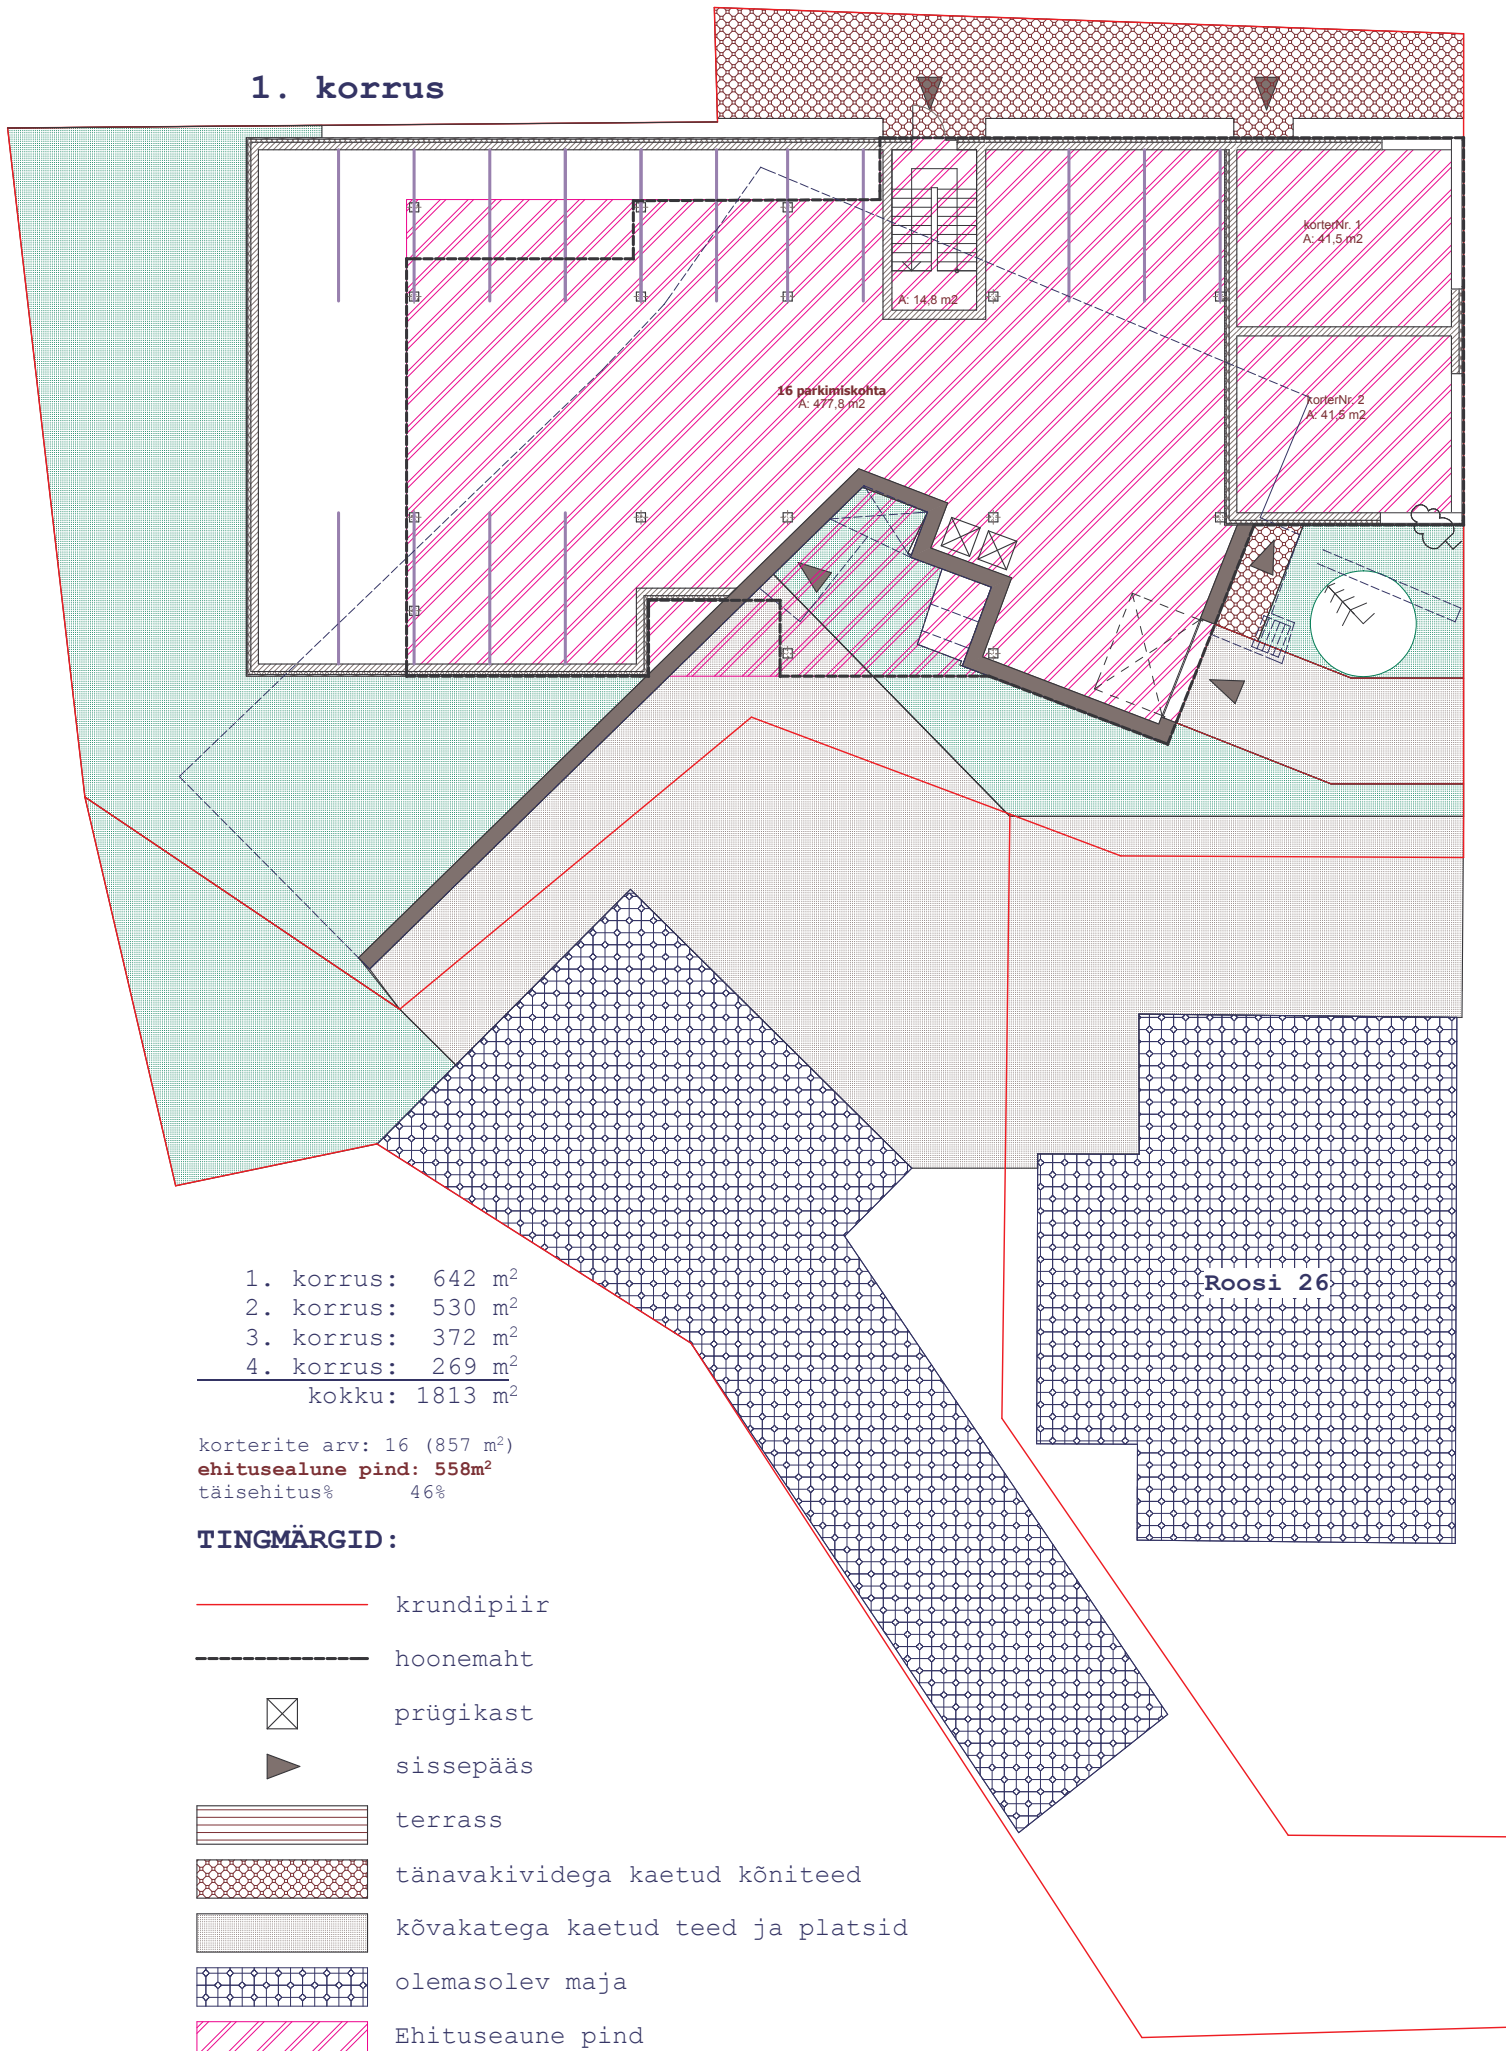 1. korrus
korterNr. 1
A: 41,5 m2
A: 14,8 m2
16 parkimiskohta
A: 477,8 m2
korterNr. 2
A: 41,5 m2
1. korrus: 642 m²
2. korrus: 530 m²
3. korrus: 372 m²
4. korrus: 269 m²
kokku: 1813 m²
Roosi 26
korterite arv: 16 (857 m²)
ehitusealune pind: 558m²
täisehitus% 46%
TINGMÄRGID:
krundipiir
hoonemaht
prügikast
sissepääs
terrass
tänavakividega kaetud kõniteed
kõvakatega kaetud teed ja platsid
olemasolev maja
Ehituseaune pind